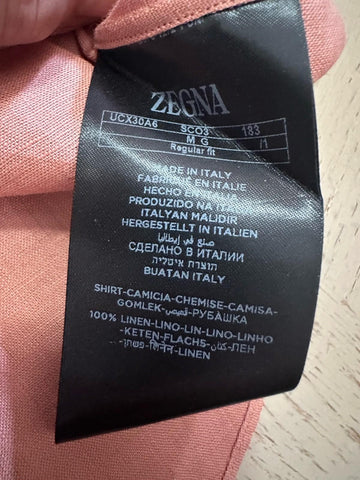 ZEGNA
UCX30A6 SCO3 183
M G /1
Regular fit
MADE IN ITALY
FABRIQUÉ EN ITALIE
HECHO EN ITALIA
PRODUZIDO NA ITÁLIA
ITALYAN MALIDIR
HERGESTELLT IN ITALIEN
صنع في إيطاليا
СДЕЛАНО В ИТАЛИИ
תוצרת איטליה
BUATAN ITALY
SHIRT-CAMICIA-CHEMISE-CAMISA-
GOMLEK-قميص-РУБАШКА
100% LINEN-LINO-LIN-LINO-LINHO
-KETEN-FLACHS-كتان-ЛЕН
-פשתן-LINEN